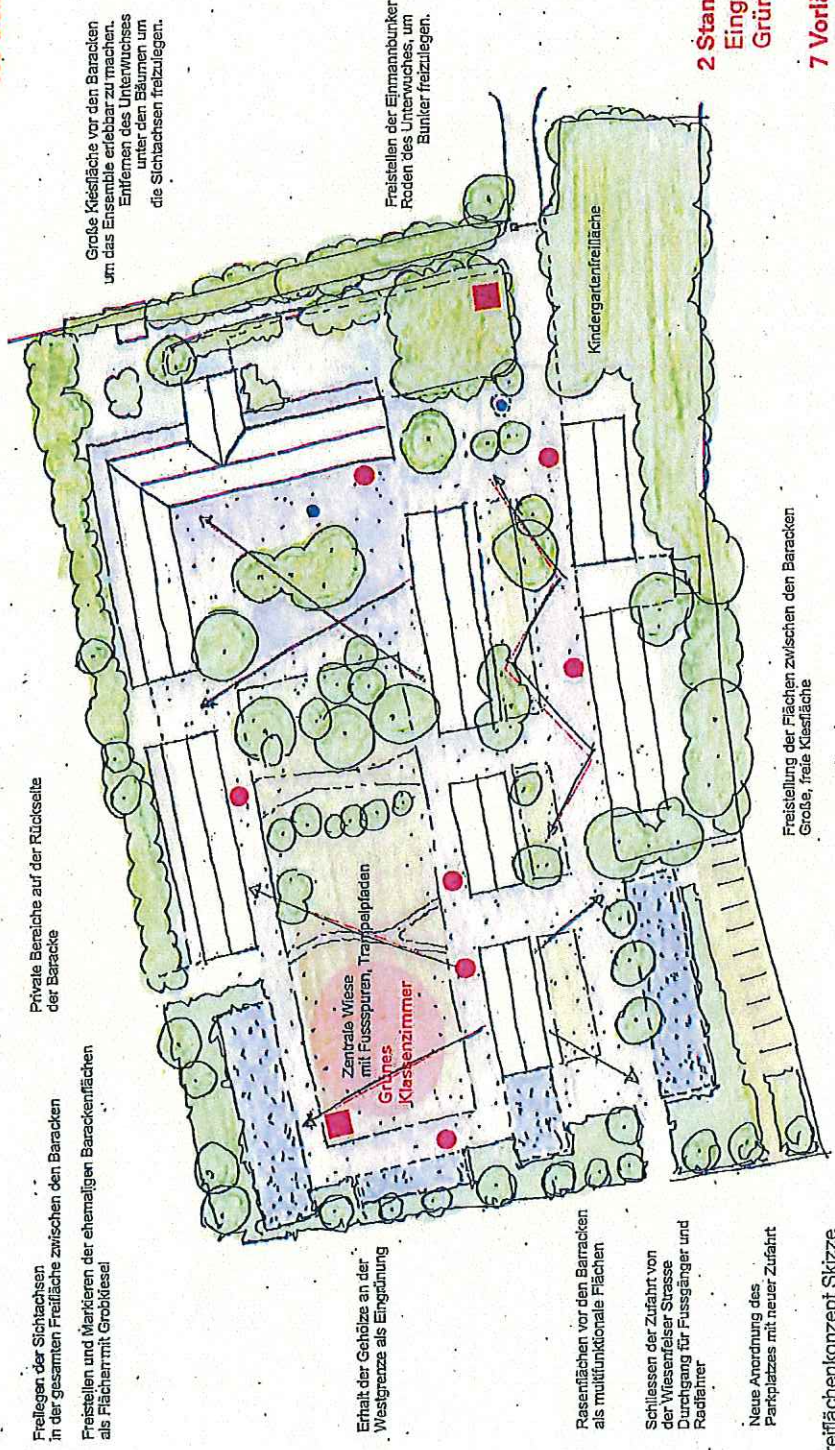 Freilegen der Sichtachsen
in der gesamten Freifläche zwischen den Baracken
Freistellen und Markieren der ehemaligen Barackenflächen
als Flächen mit Grobkiesel
Private Bereiche auf der Rückseite
der Baracke
Große Kiesfläche vor den Baracken
um das Ensemble erlebbar zu machen.
Entfernen des Unterwuchses
unter den Bäumen um
die Sichtachsen freizulegen.
Freistellen der Einmannbunker
Roden des Unterwuches, um
Bunker freizulegen.
Erhalt der Gehölze an der
Westgrenze als Eingrünung
Zentrale Wiese
mit Fussspuren, Trampelpfaden
Grünes
Klassenzimmer
Kindergartenfreifläche
Rasenflächen vor den Barracken
als multifunktionale Flächen
Schliessen der Zufahrt von
der Wiesenfelser Strasse
Durchgang für Fussgänger und
Radfahrer
Neue Anordnung des
Parkplatzes mit neuer Zufahrt
Freistellung der Flächen zwischen den Baracken
Große, freie Kiesfläche
2 Stan
Eing
Grün
7 Vorlä
reiflächenkonzept Skizze